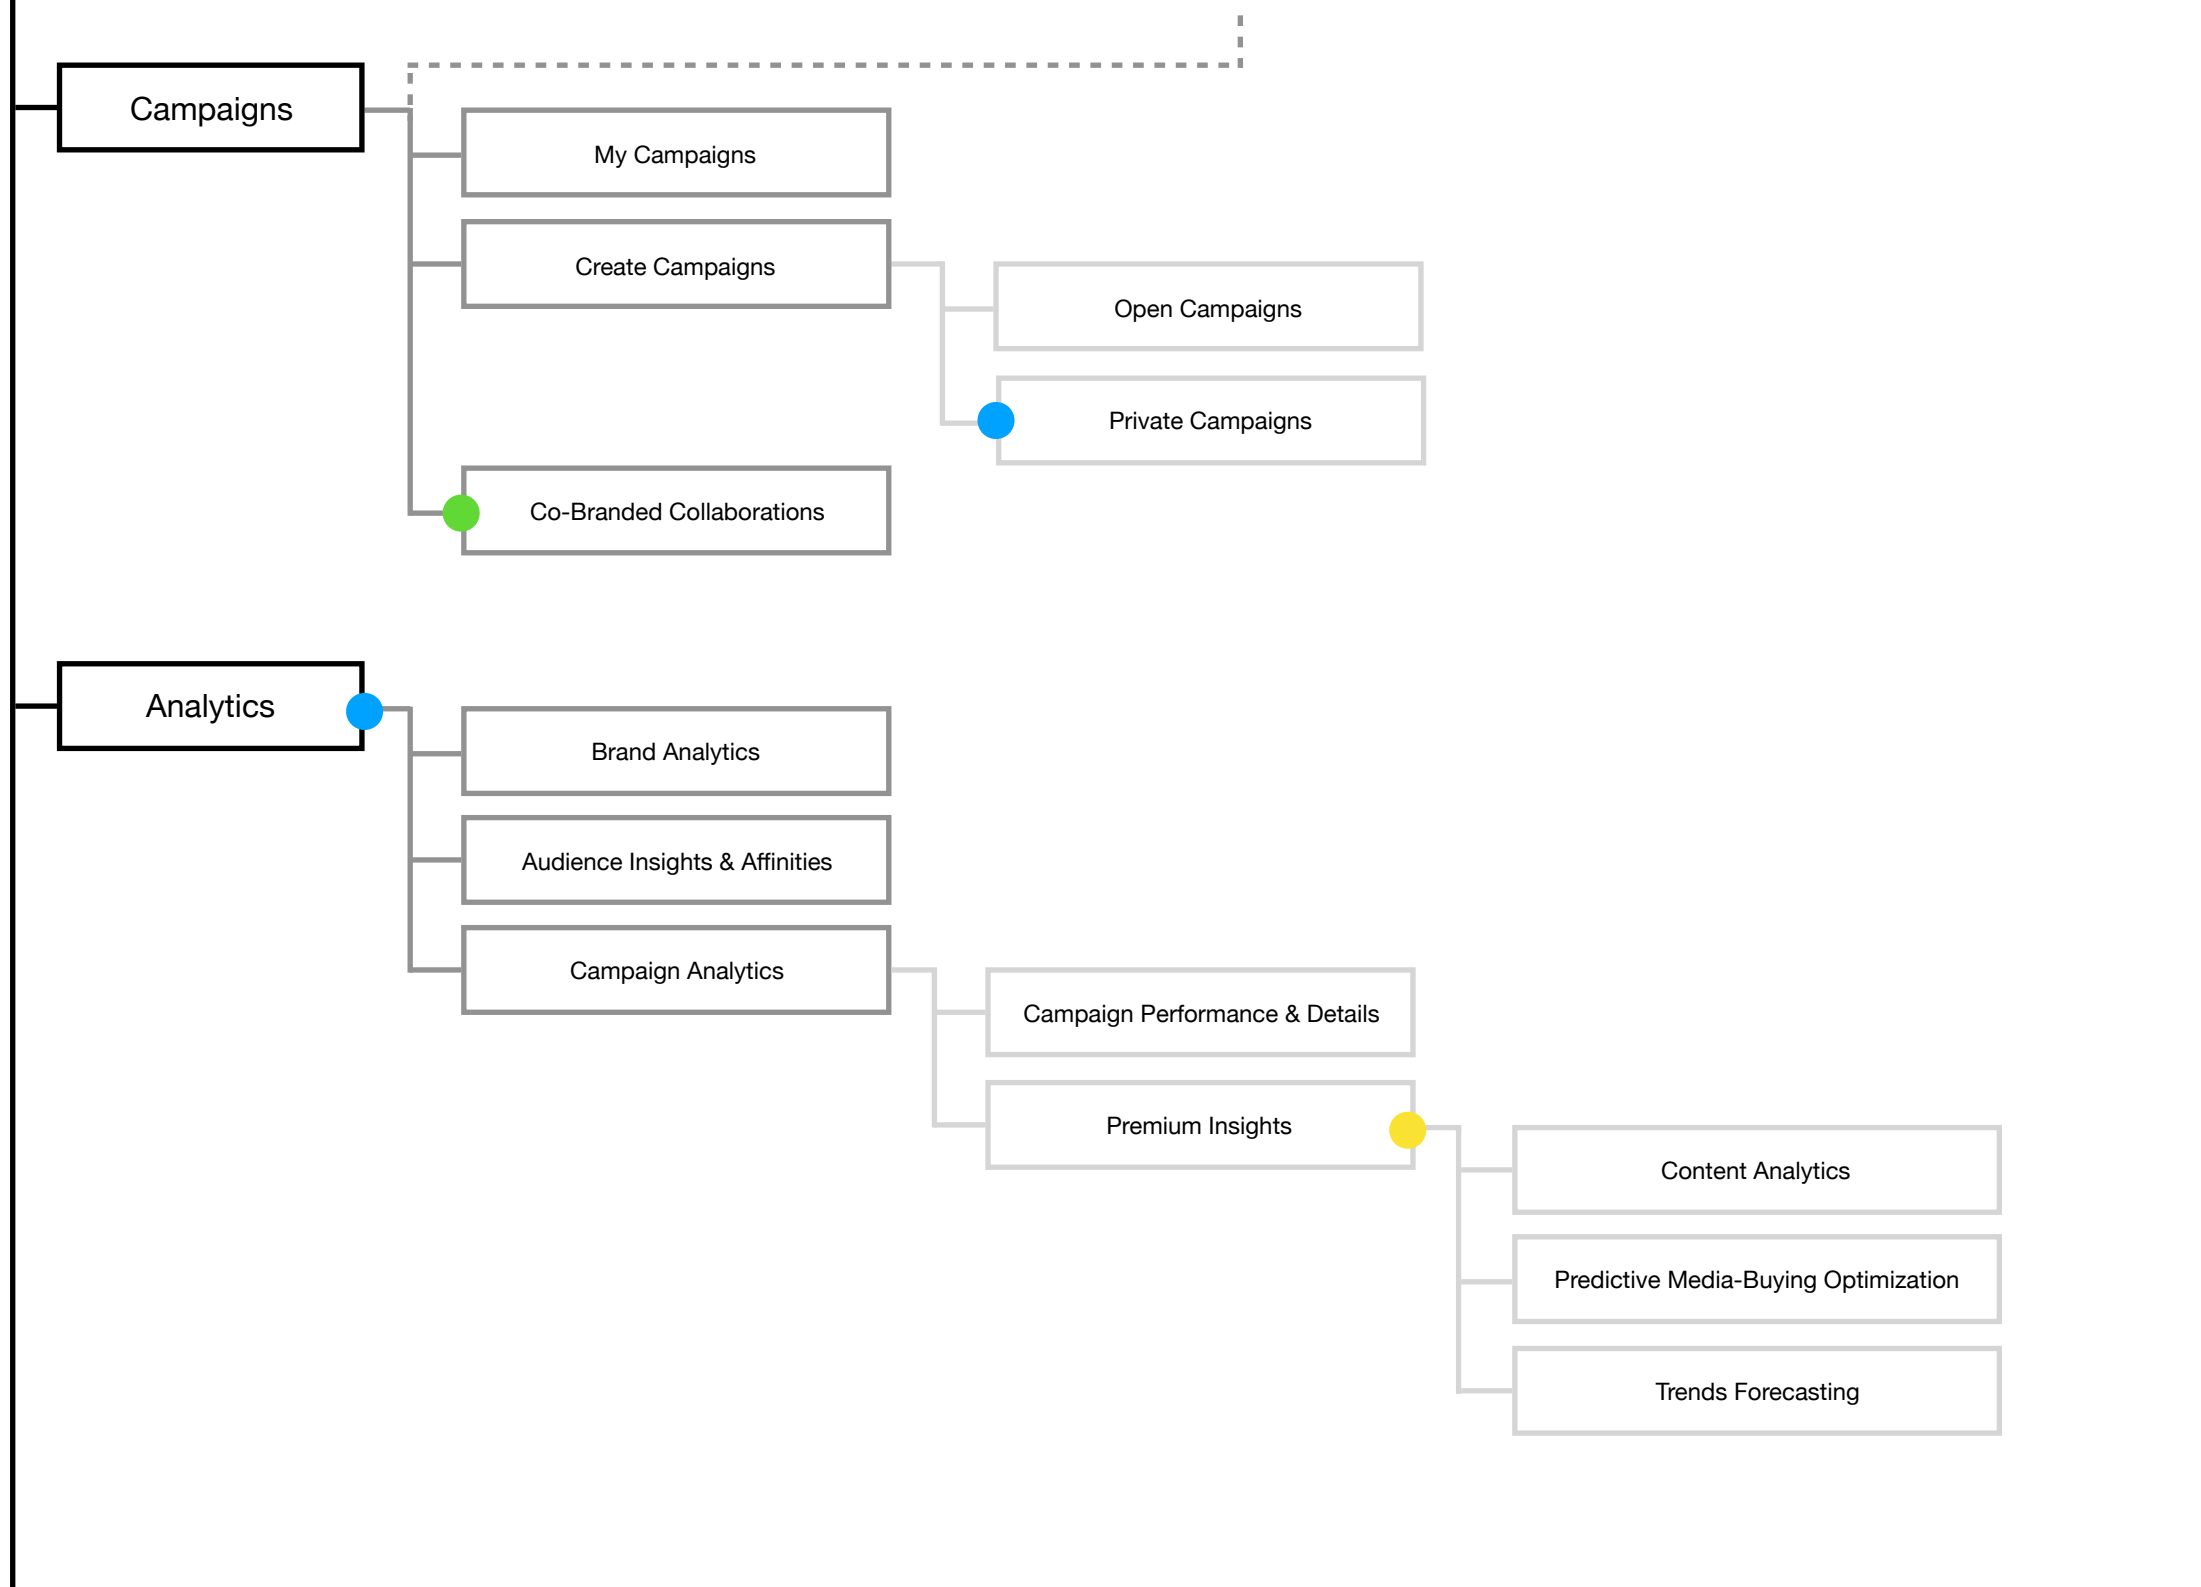 Campaigns
My Campaigns
Create Campaigns
Open Campaigns
Private Campaigns
Co-Branded Collaborations
Analytics
Brand Analytics
Audience Insights & Affinities
Campaign Analytics
Campaign Performance & Details
Premium Insights
Content Analytics
Predictive Media-Buying Optimization
Trends Forecasting